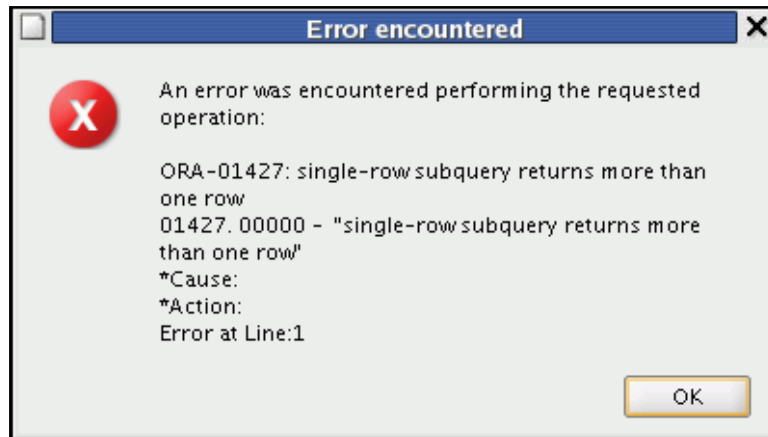 Error encountered
An error was encountered performing the requested
operation:
ORA-01427: single-row subquery returns more than
one row
01427. 00000 - "single-row subquery returns more
than one row"
*Cause:
*Action:
Error at Line:1
OK